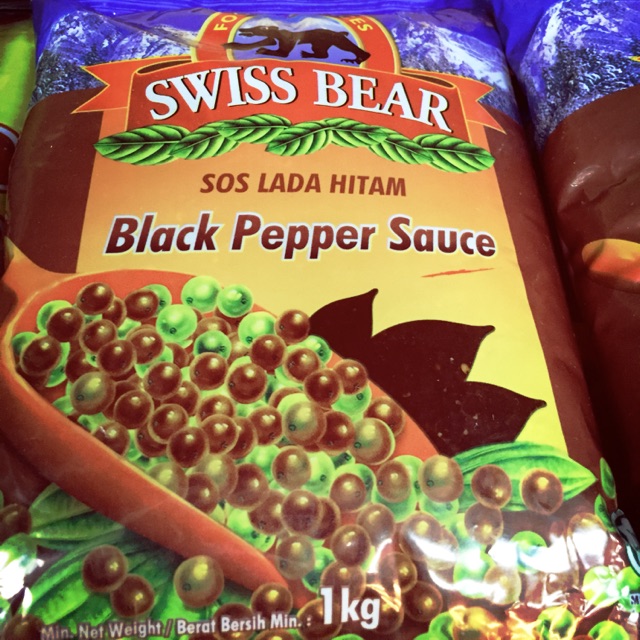 SWISS BEAR
SOS LADA HITAM
Black Pepper Sauce
Min. Net Weight / Berat Bersih Min. : 1kg